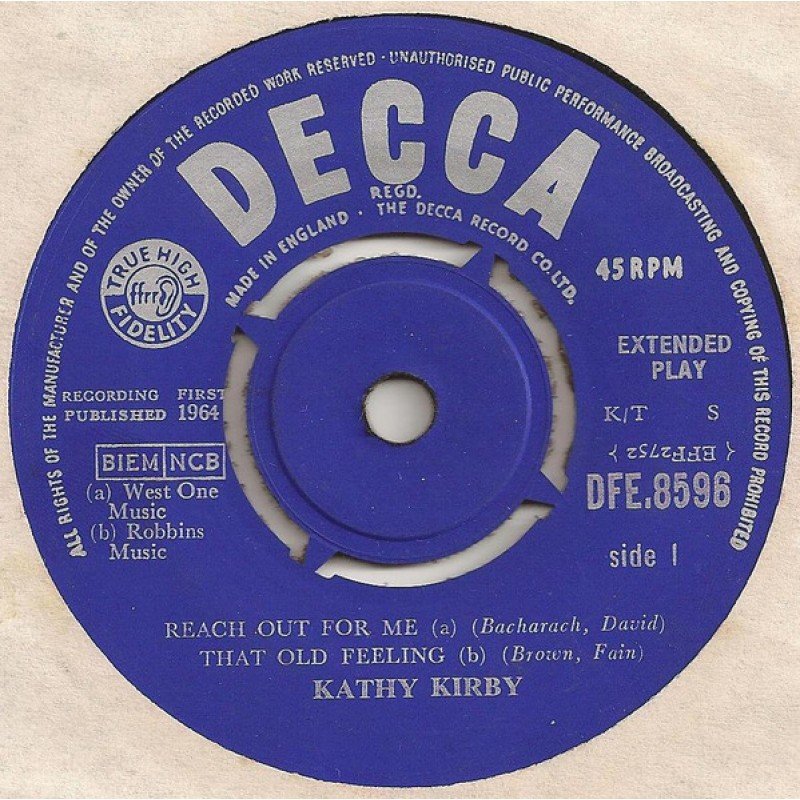 ALL RIGHTS OF THE MANUFACTURER AND OF THE OWNER OF THE RECORDED WORK RESERVED · UNAUTHORISED PUBLIC PERFORMANCE BROADCASTING AND COPYING OF THIS RECORD PROHIBITED
DECCA
REGD.
MADE IN ENGLAND · THE DECCA RECORD CO. LTD.
TRUE HIGH
ffrr
FIDELITY
45 RPM
EXTENDED
PLAY
RECORDING FIRST
PUBLISHED 1964
K/T S
{ EFF2752 }
BIEM NCB
DFE.8596
(a) West One
Music
(b) Robbins
Music
side 1
REACH OUT FOR ME (a) (Bacharach, David)
THAT OLD FEELING (b) (Brown, Fain)
KATHY KIRBY